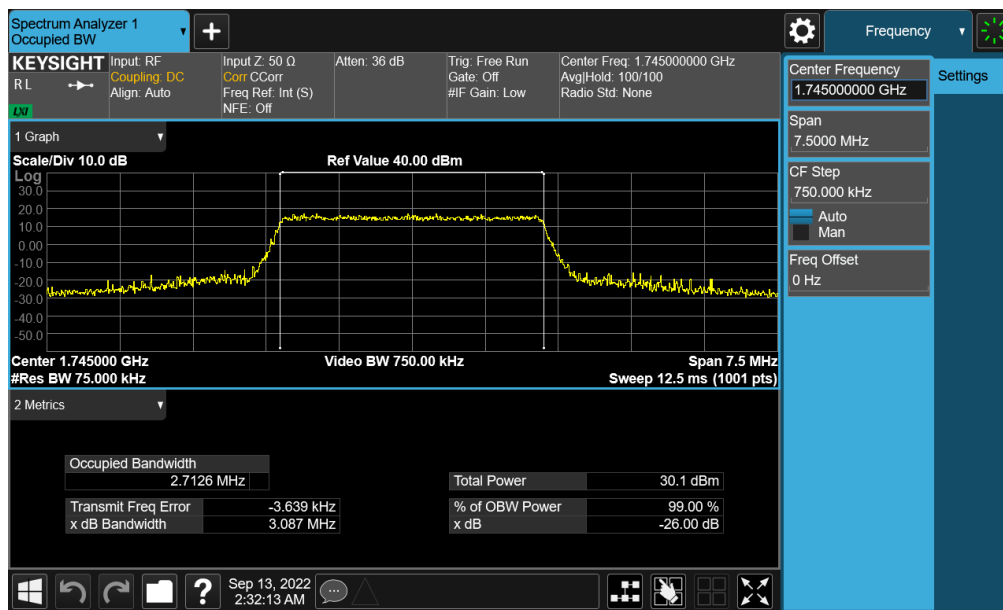 Spectrum Analyzer 1
Occupied BW
+
Frequency
KEYSIGHT
RL
LXI
Input: RF
Coupling: DC
Align: Auto
Input Z: 50 Ω
Corr CCorr
Freq Ref: Int (S)
NFE: Off
Atten: 36 dB
Trig: Free Run
Gate: Off
#IF Gain: Low
Center Freq: 1.745000000 GHz
Avg|Hold: 100/100
Radio Std: None
Center Frequency
1.745000000 GHz
Settings
Span
7.5000 MHz
CF Step
750.000 kHz
Auto
Man
Freq Offset
0 Hz
1 Graph
Scale/Div 10.0 dB
Ref Value 40.00 dBm
Log
30.0
20.0
10.0
0.00
-10.0
-20.0
-30.0
-40.0
-50.0
Center 1.745000 GHz
Video BW 750.00 kHz
Span 7.5 MHz
#Res BW 75.000 kHz
Sweep 12.5 ms (1001 pts)
2 Metrics
Occupied Bandwidth
2.7126 MHz
Total Power
30.1 dBm
Transmit Freq Error
-3.639 kHz
% of OBW Power
99.00 %
x dB Bandwidth
3.087 MHz
x dB
-26.00 dB
?
Sep 13, 2022
2:32:13 AM